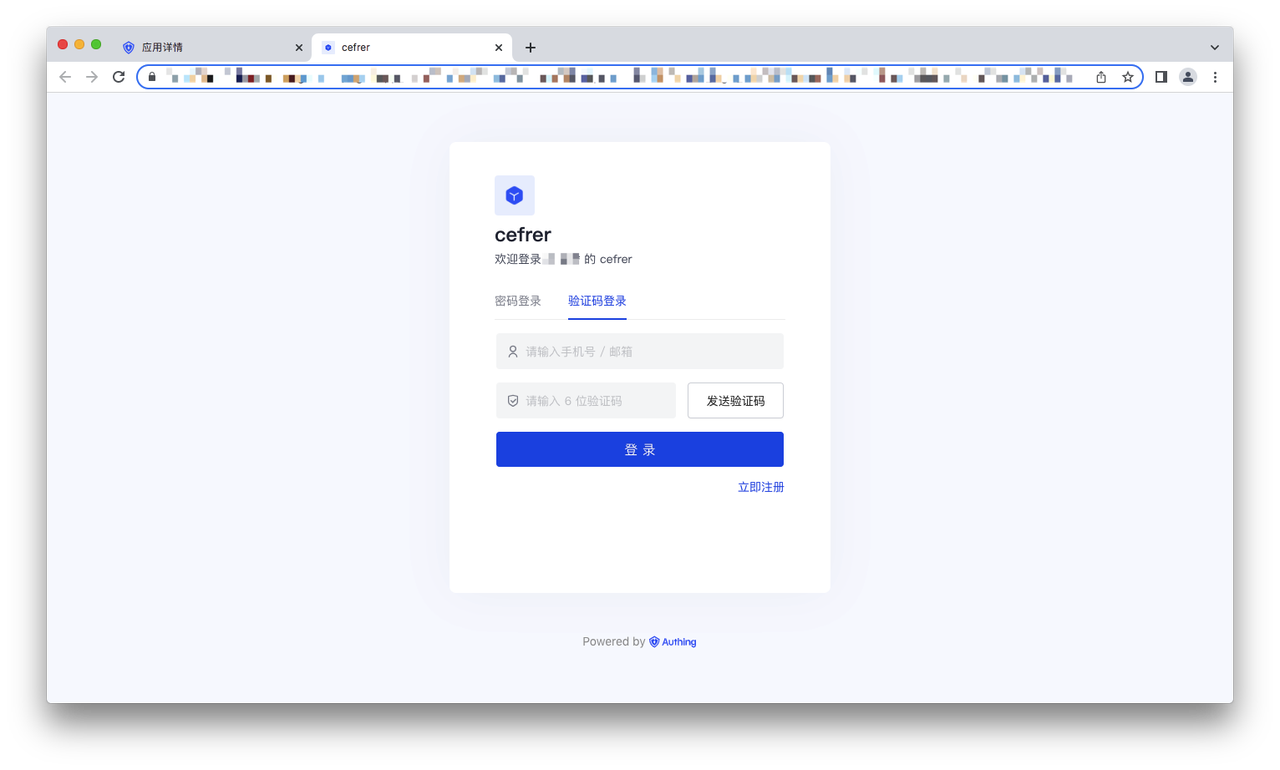 应用详情
cefrer
cefrer
欢迎登录 的 cefrer
密码登录 验证码登录
请输入手机号 / 邮箱
请输入 6 位验证码 发送验证码
登 录
立即注册
Powered by Authing